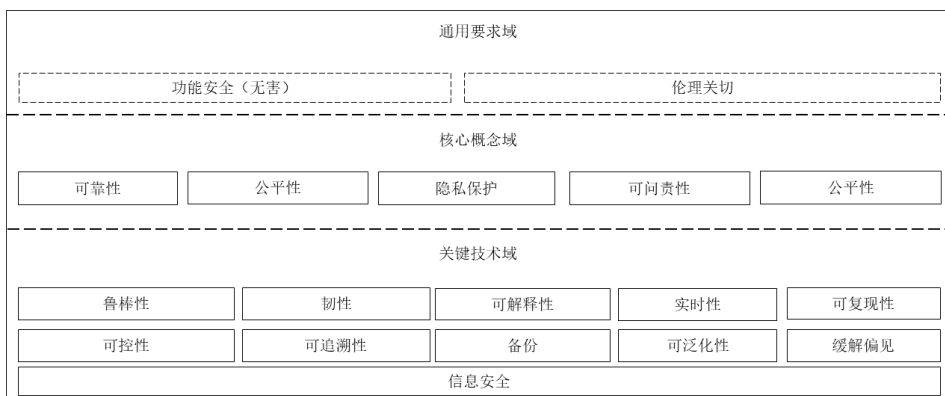 通用要求域
功能安全（无害） 伦理关切
核心概念域
可靠性 公平性 隐私保护 可问责性 公平性
关键技术域
鲁棒性 韧性 可解释性 实时性 可复现性
可控性 可追溯性 备份 可泛化性 缓解偏见
信息安全